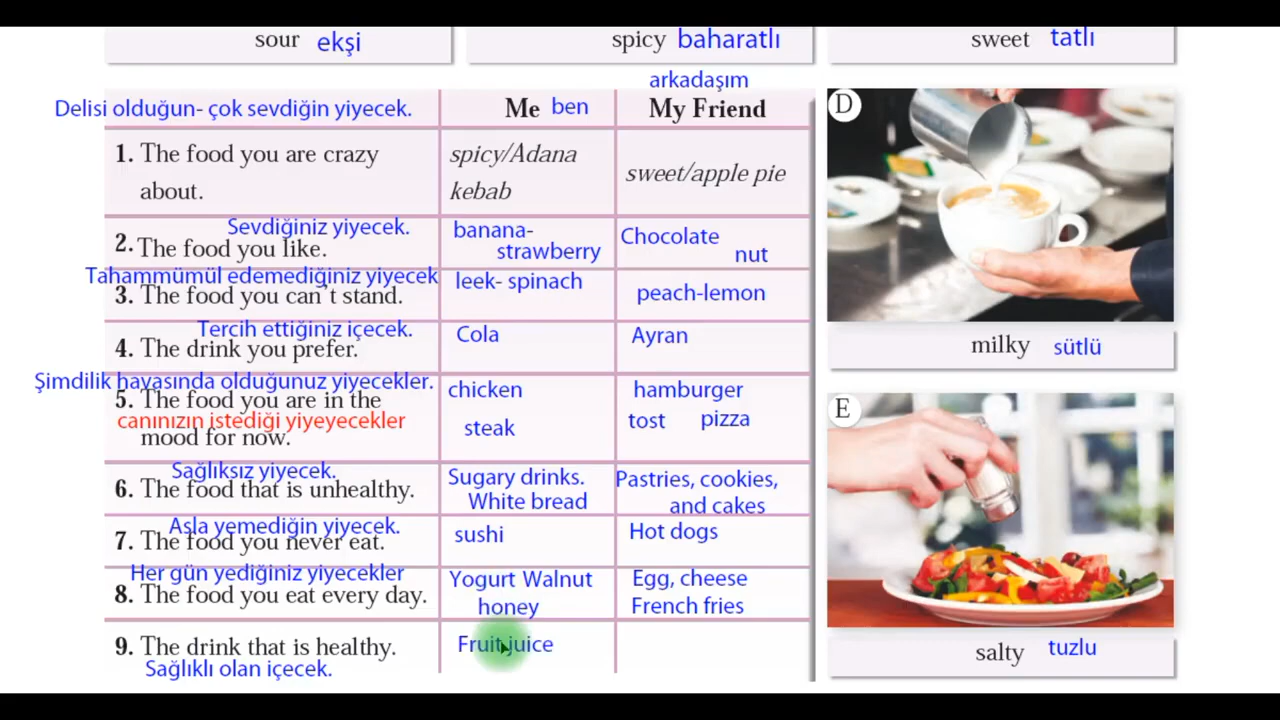 sour ekşi
spicy baharatlı
sweet tatlı
arkadaşım
Delisi olduğun- çok sevdiğin yiyecek.
Me ben
My Friend
1. The food you are crazy
about.
spicy/Adana
kebab
sweet/apple pie
Sevdiğiniz yiyecek.
2. The food you like.
banana-
strawberry
Chocolate
nut
Tahammümül edemediğiniz yiyecek
3. The food you can't stand.
leek- spinach
peach-lemon
Tercih ettiğiniz içecek.
4. The drink you prefer.
Cola
Ayran
Şimdilik havasında olduğunuz yiyecekler.
5. The food you are in the
canınızın istediği yiyeyecekler
mood for now.
chicken
steak
hamburger
tost pizza
Sağlıksız yiyecek.
6. The food that is unhealthy.
Sugary drinks.
White bread
Pastries, cookies,
and cakes
Asla yemediğin yiyecek.
7. The food you never eat.
sushi
Hot dogs
Her gün yediğiniz yiyecekler
8. The food you eat every day.
Yogurt Walnut
honey
Egg, cheese
French fries
9. The drink that is healthy.
Sağlıklı olan içecek.
Fruit juice
D
milky sütlü
E
salty tuzlu